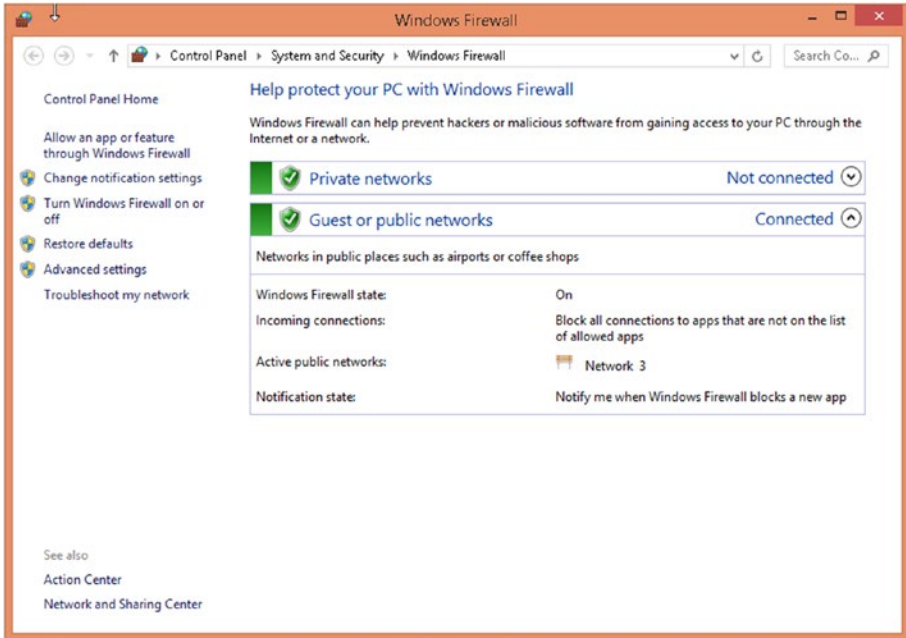 Windows Firewall
Control Panel
System and Security
Windows Firewall
Search Co...
Control Panel Home
Allow an app or feature
through Windows Firewall
Change notification settings
Turn Windows Firewall on or
off
Restore defaults
Advanced settings
Troubleshoot my network
See also
Action Center
Network and Sharing Center
Help protect your PC with Windows Firewall
Windows Firewall can help prevent hackers or malicious software from gaining access to your PC through the
Internet or a network.
Private networks
Not connected
Guest or public networks
Connected
Networks in public places such as airports or coffee shops
Windows Firewall state:
On
Incoming connections:
Block all connections to apps that are not on the list
of allowed apps
Active public networks:
Network 3
Notification state:
Notify me when Windows Firewall blocks a new app